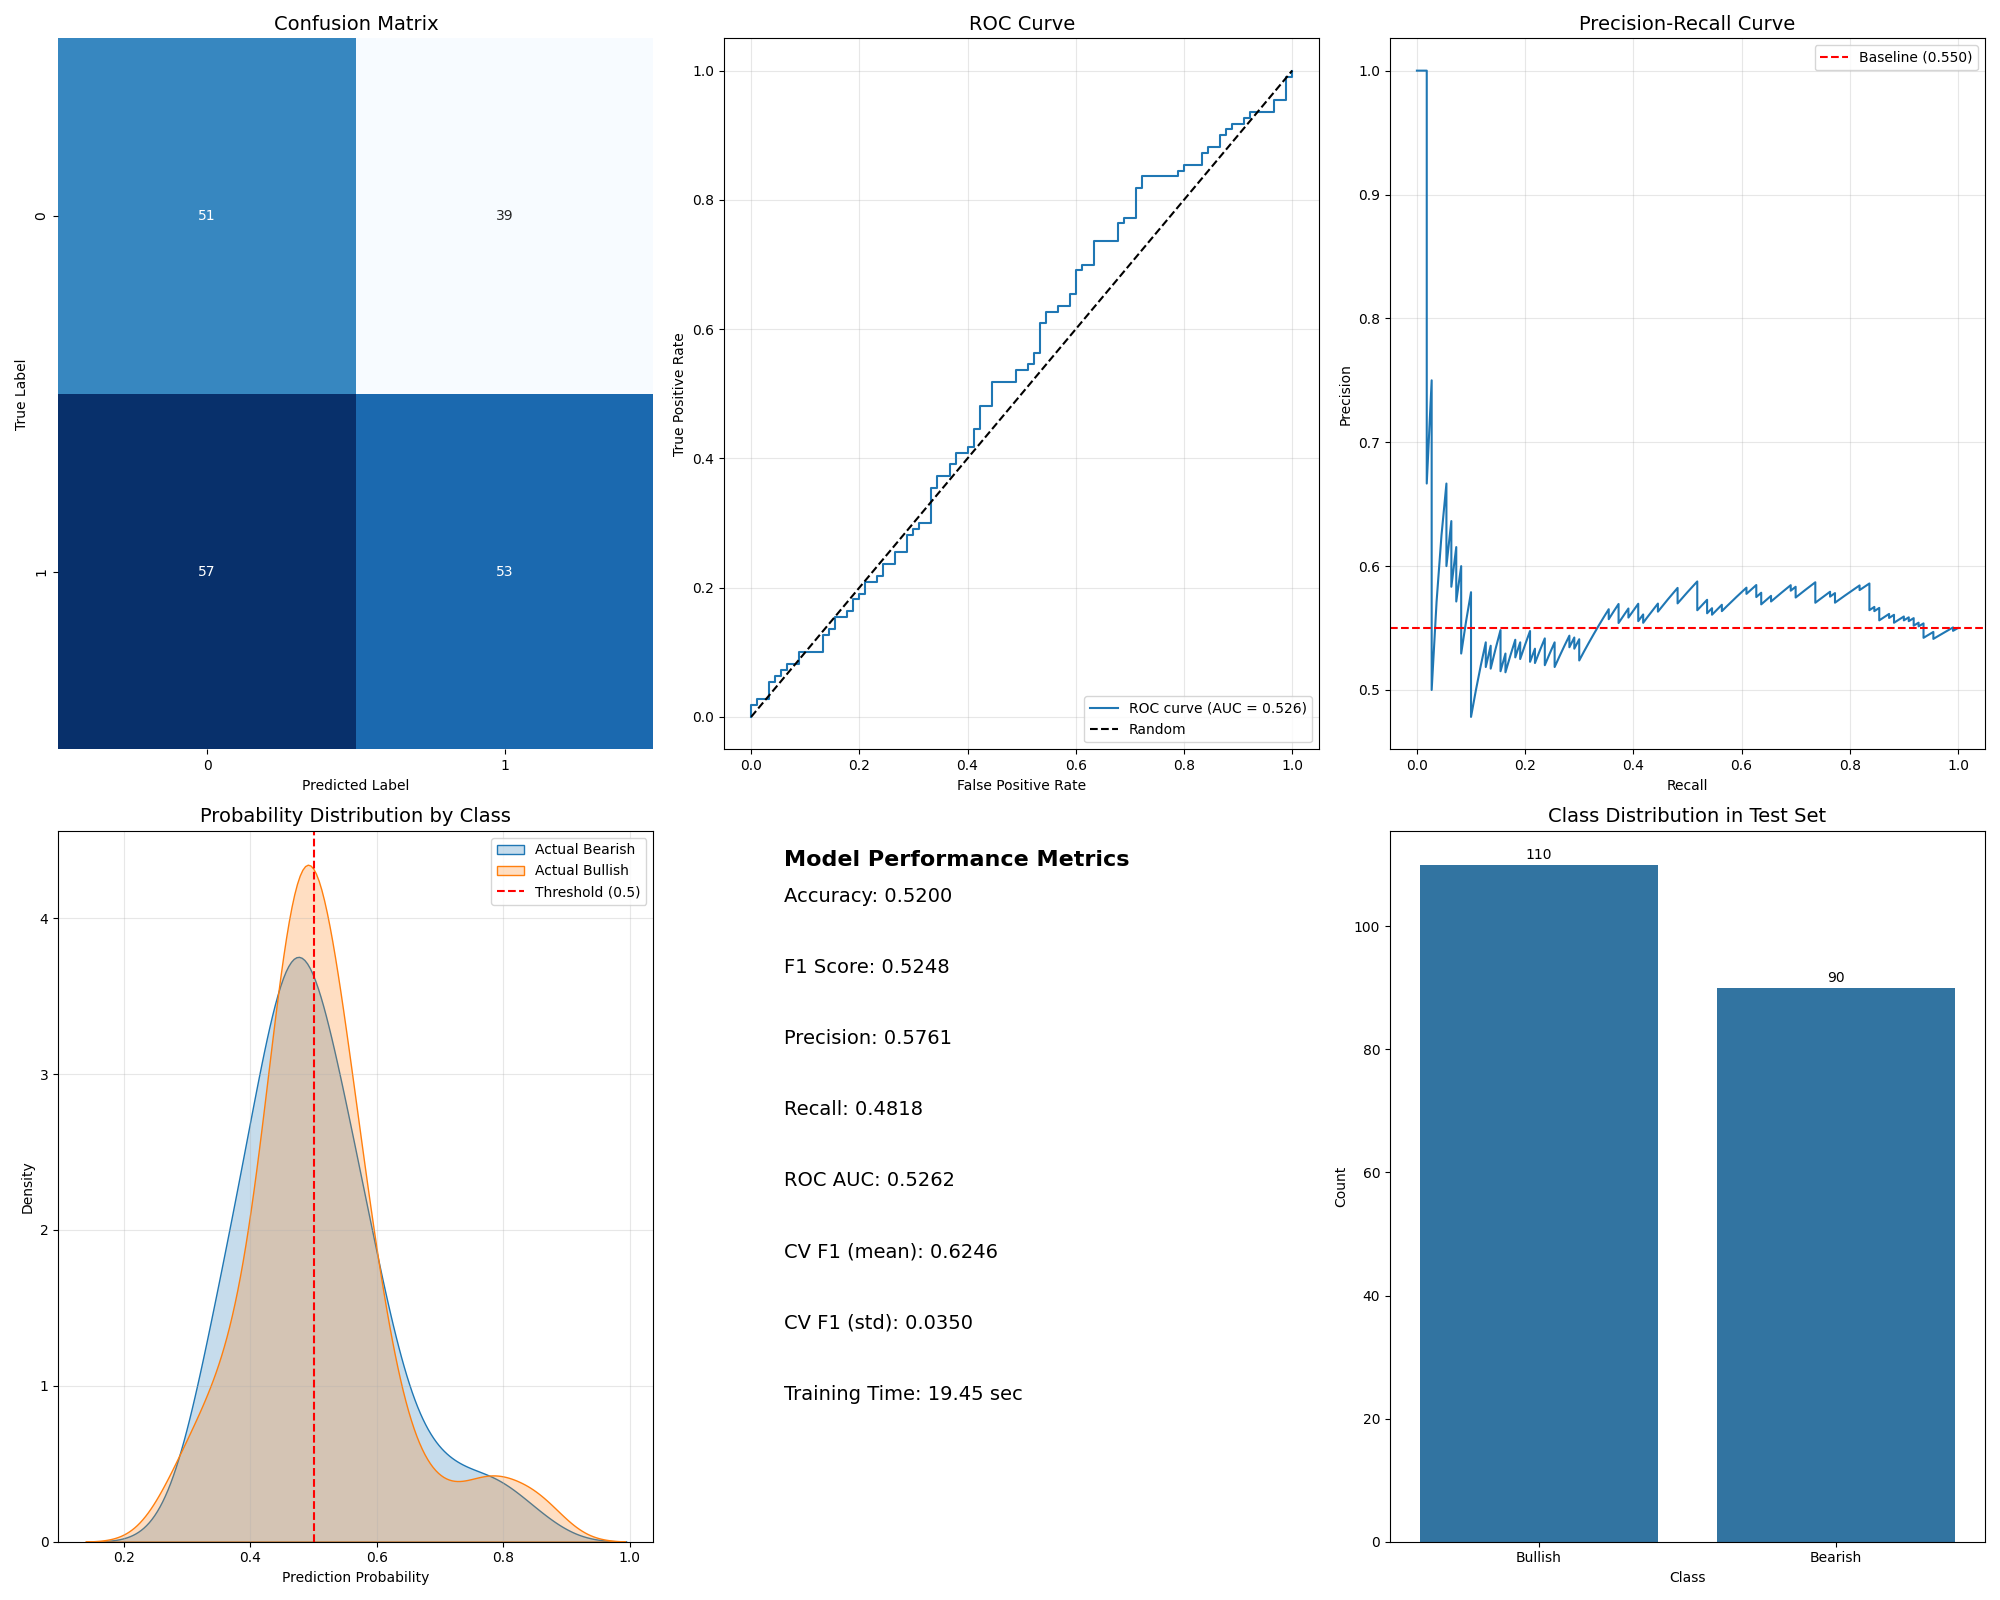 Confusion Matrix
51
39
57
53
0
1
True Label
0
1
Predicted Label
ROC Curve
1.0
0.8
0.6
0.4
0.2
0.0
True Positive Rate
ROC curve (AUC = 0.526)
Random
0.0
0.2
0.4
0.6
0.8
1.0
False Positive Rate
Precision-Recall Curve
Baseline (0.550)
1.0
0.9
0.8
0.7
0.6
0.5
Precision
0.0
0.2
0.4
0.6
0.8
1.0
Recall
Probability Distribution by Class
Actual Bearish
Actual Bullish
Threshold (0.5)
4
3
2
1
0
Density
0.2
0.4
0.6
0.8
1.0
Prediction Probability
Model Performance Metrics
Accuracy: 0.5200
F1 Score: 0.5248
Precision: 0.5761
Recall: 0.4818
ROC AUC: 0.5262
CV F1 (mean): 0.6246
CV F1 (std): 0.0350
Training Time: 19.45 sec
Class Distribution in Test Set
110
90
100
80
60
40
20
0
Count
Bullish
Bearish
Class